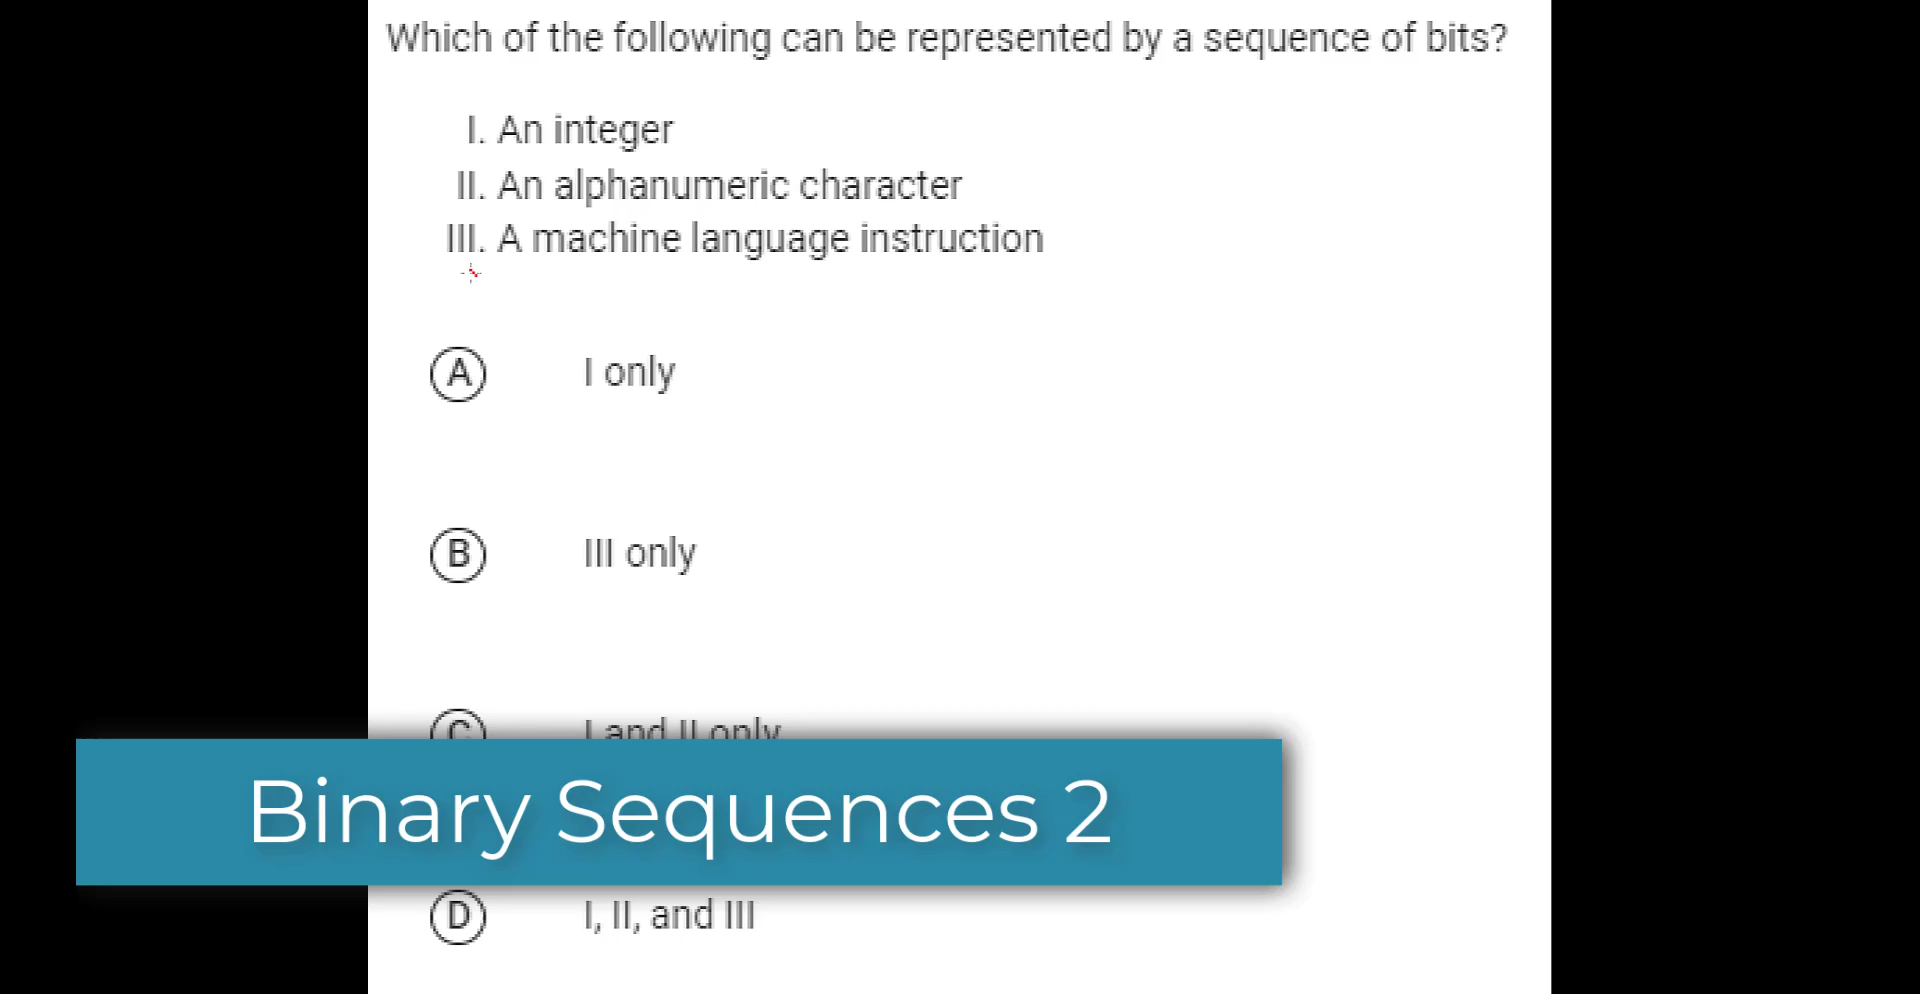 Which of the following can be represented by a sequence of bits?
I. An integer
II. An alphanumeric character
III. A machine language instruction
A I only
B III only
C I and II only
Binary Sequences 2
D I, II, and III